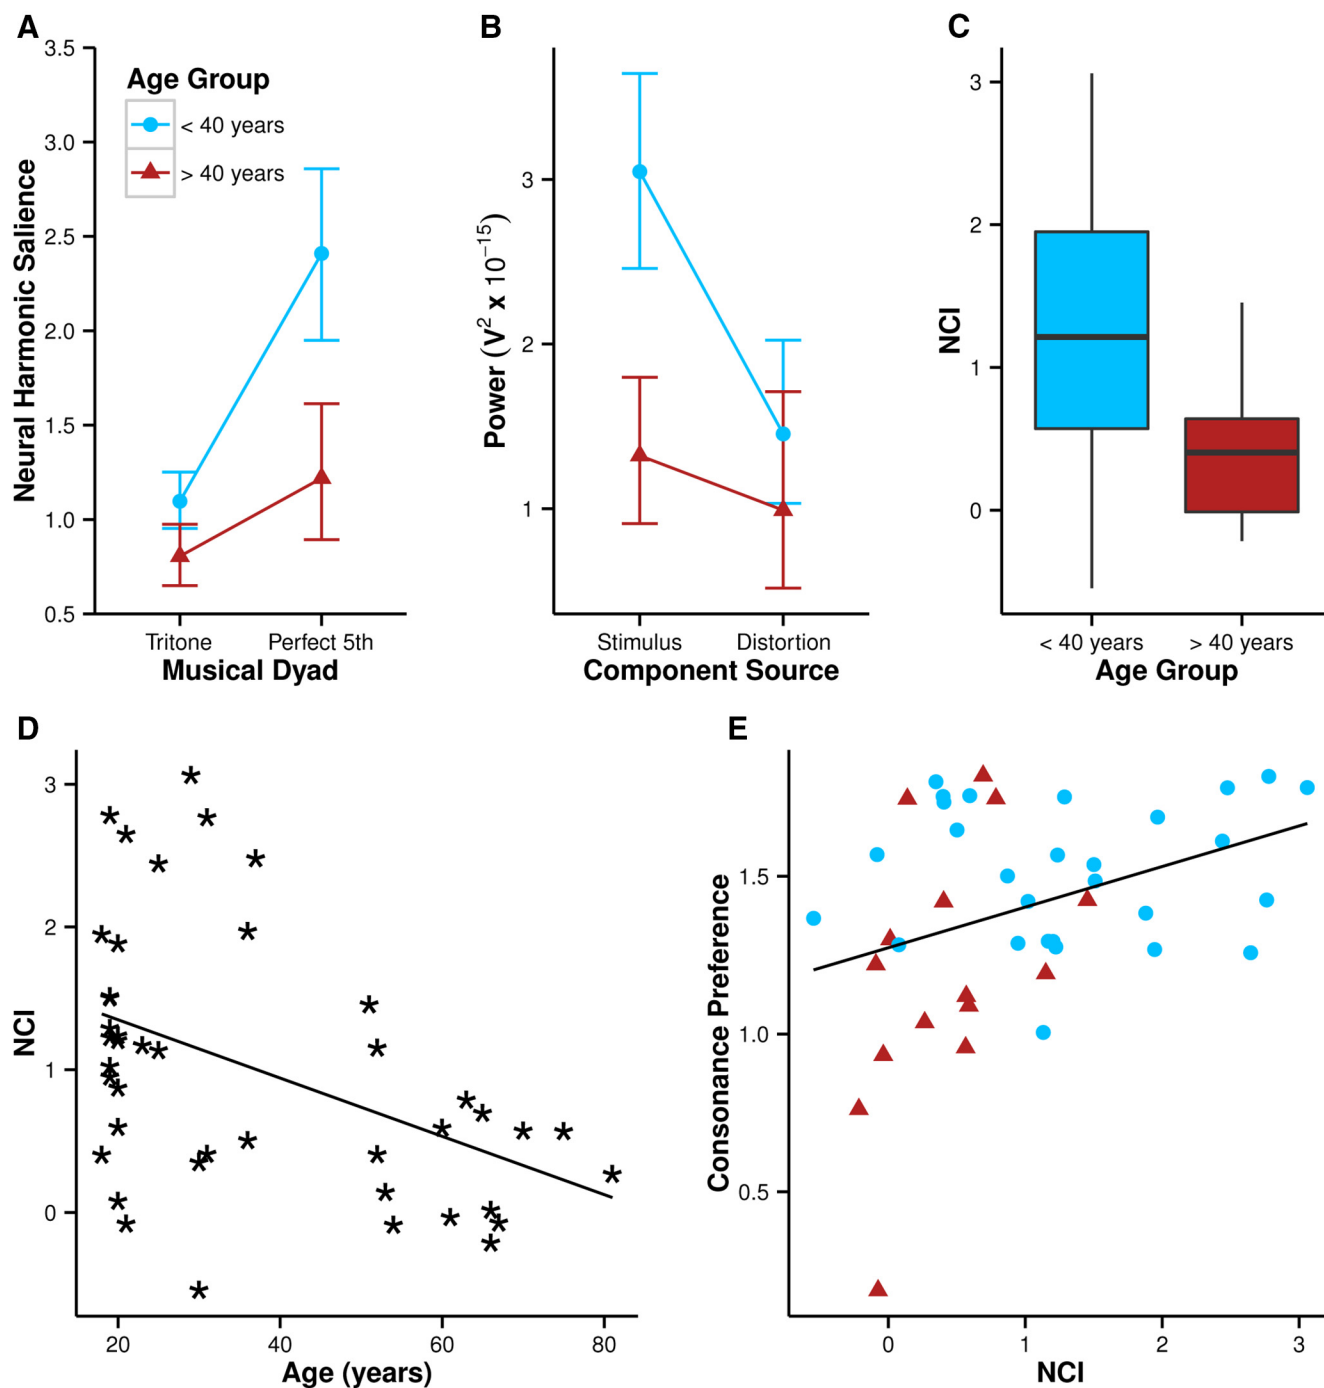 A
3.5
3.0
2.5
2.0
1.5
1.0
0.5
Neural Harmonic Salience
Age Group
< 40 years
> 40 years
Tritone
Perfect 5th
Musical Dyad
B
3
2
1
Power (V² x 10⁻¹⁵)
Stimulus
Distortion
Component Source
C
3
2
1
0
NCI
< 40 years
> 40 years
Age Group
D
3
2
1
0
NCI
20
40
60
80
Age (years)
E
1.5
1.0
0.5
Consonance Preference
0
1
2
3
NCI